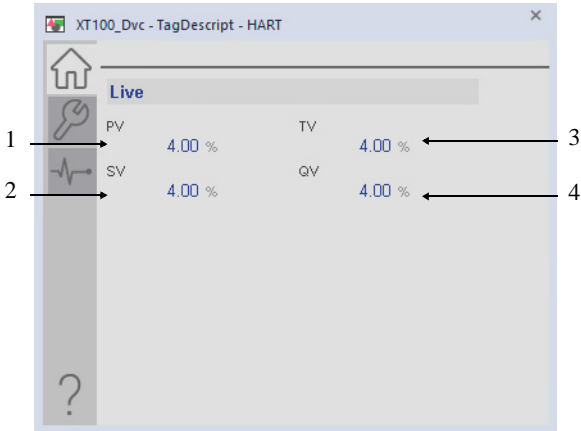 XT100_Dvc - TagDescript - HART ×
Live
PV TV
1 4.00 % 4.00 % 3
SV QV
2 4.00 % 4.00 % 4
?